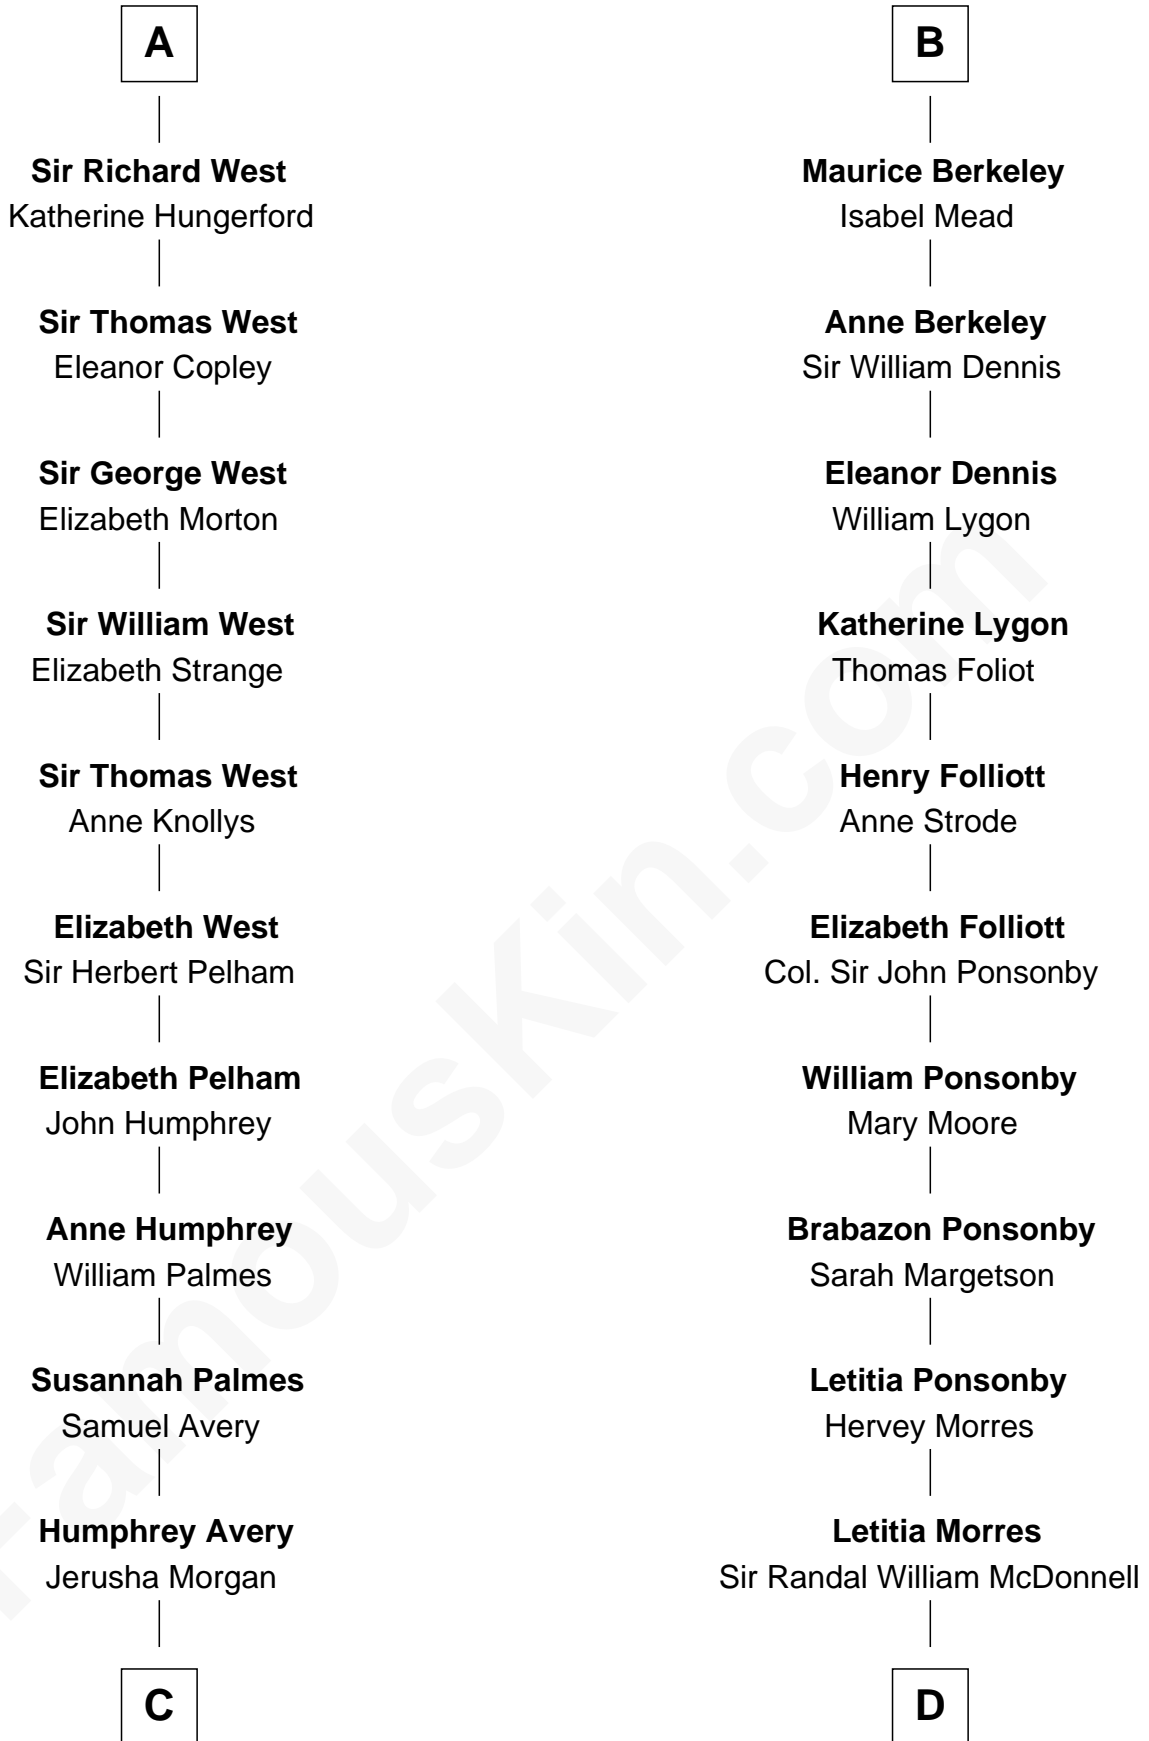 A
Sir Richard West
Katherine Hungerford
Sir Thomas West
Eleanor Copley
Sir George West
Elizabeth Morton
Sir William West
Elizabeth Strange
Sir Thomas West
Anne Knollys
Elizabeth West
Sir Herbert Pelham
Elizabeth Pelham
John Humphrey
Anne Humphrey
William Palmes
Susannah Palmes
Samuel Avery
Humphrey Avery
Jerusha Morgan
C
B
Maurice Berkeley
Isabel Mead
Anne Berkeley
Sir William Dennis
Eleanor Dennis
William Lygon
Katherine Lygon
Thomas Foliot
Henry Folliott
Anne Strode
Elizabeth Folliott
Col. Sir John Ponsonby
William Ponsonby
Mary Moore
Brabazon Ponsonby
Sarah Margetson
Letitia Ponsonby
Hervey Morres
Letitia Morres
Sir Randal William McDonnell
D
FamousKin.com